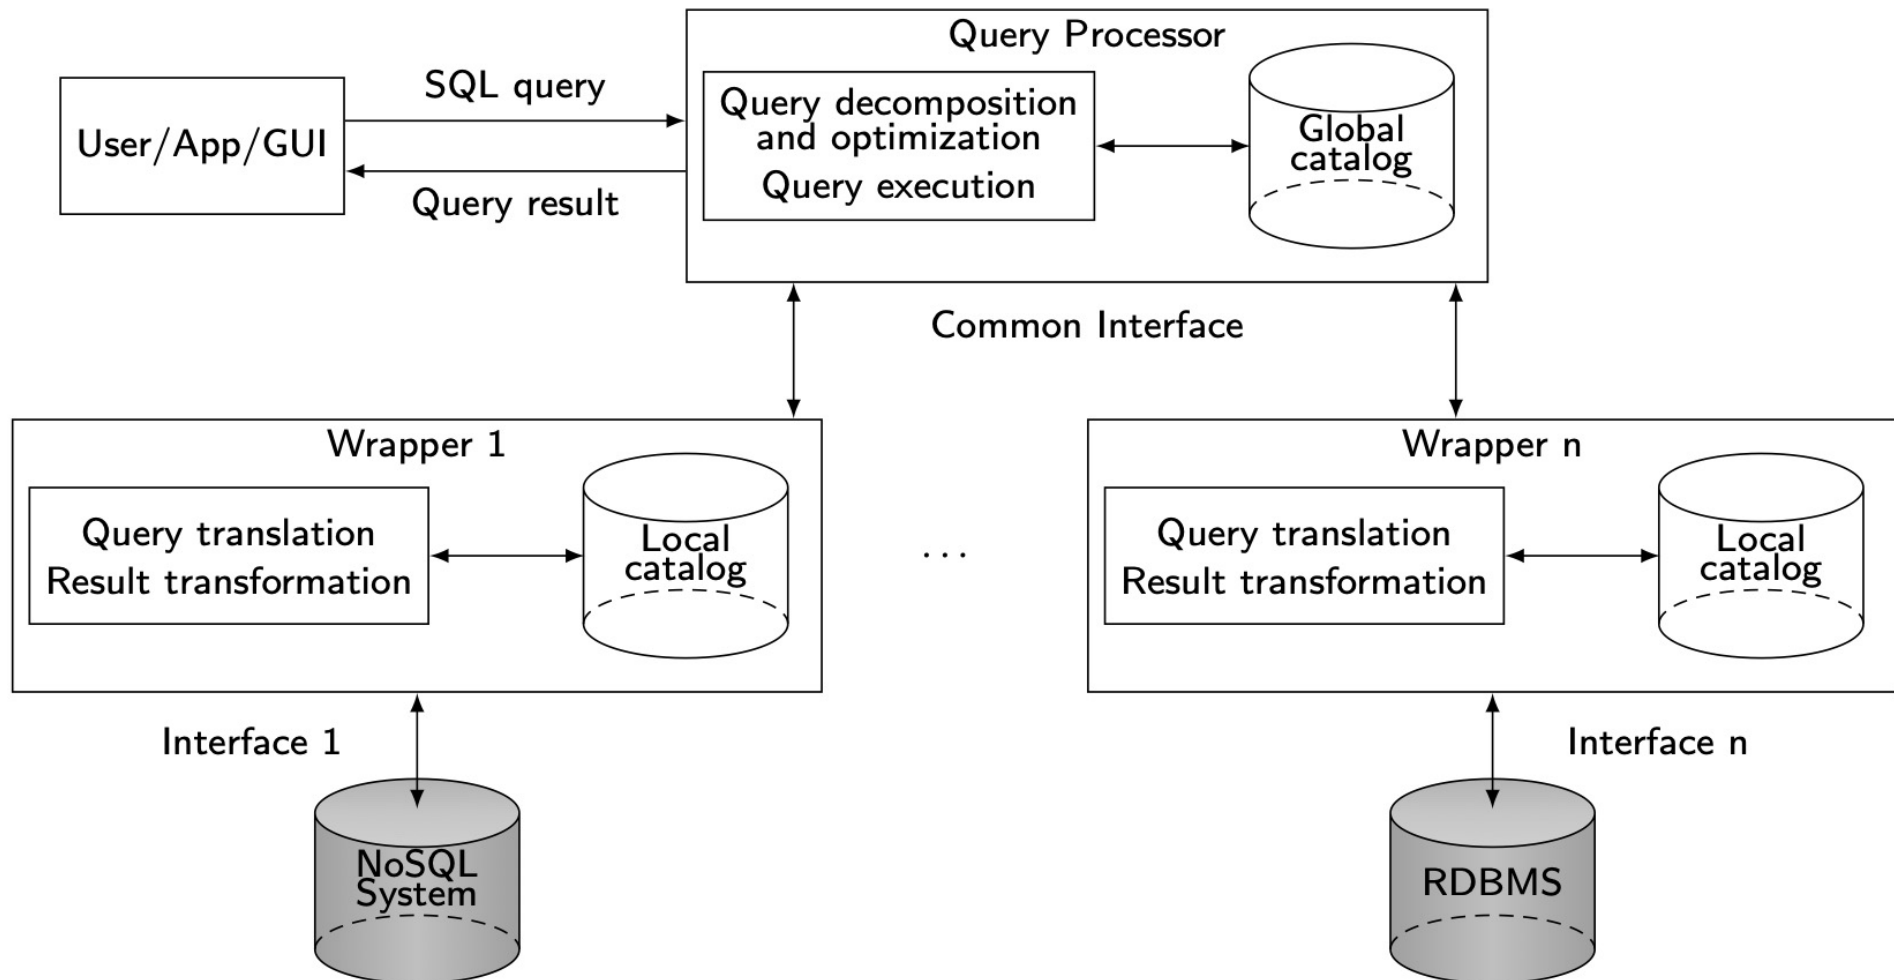 Query Processor
SQL query
User/App/GUI
Query result
Query decomposition
and optimization
Query execution
Global
catalog
Common Interface
Wrapper 1
Query translation
Result transformation
Local
catalog
. . .
Wrapper n
Query translation
Result transformation
Local
catalog
Interface 1
Interface n
NoSQL
System
RDBMS